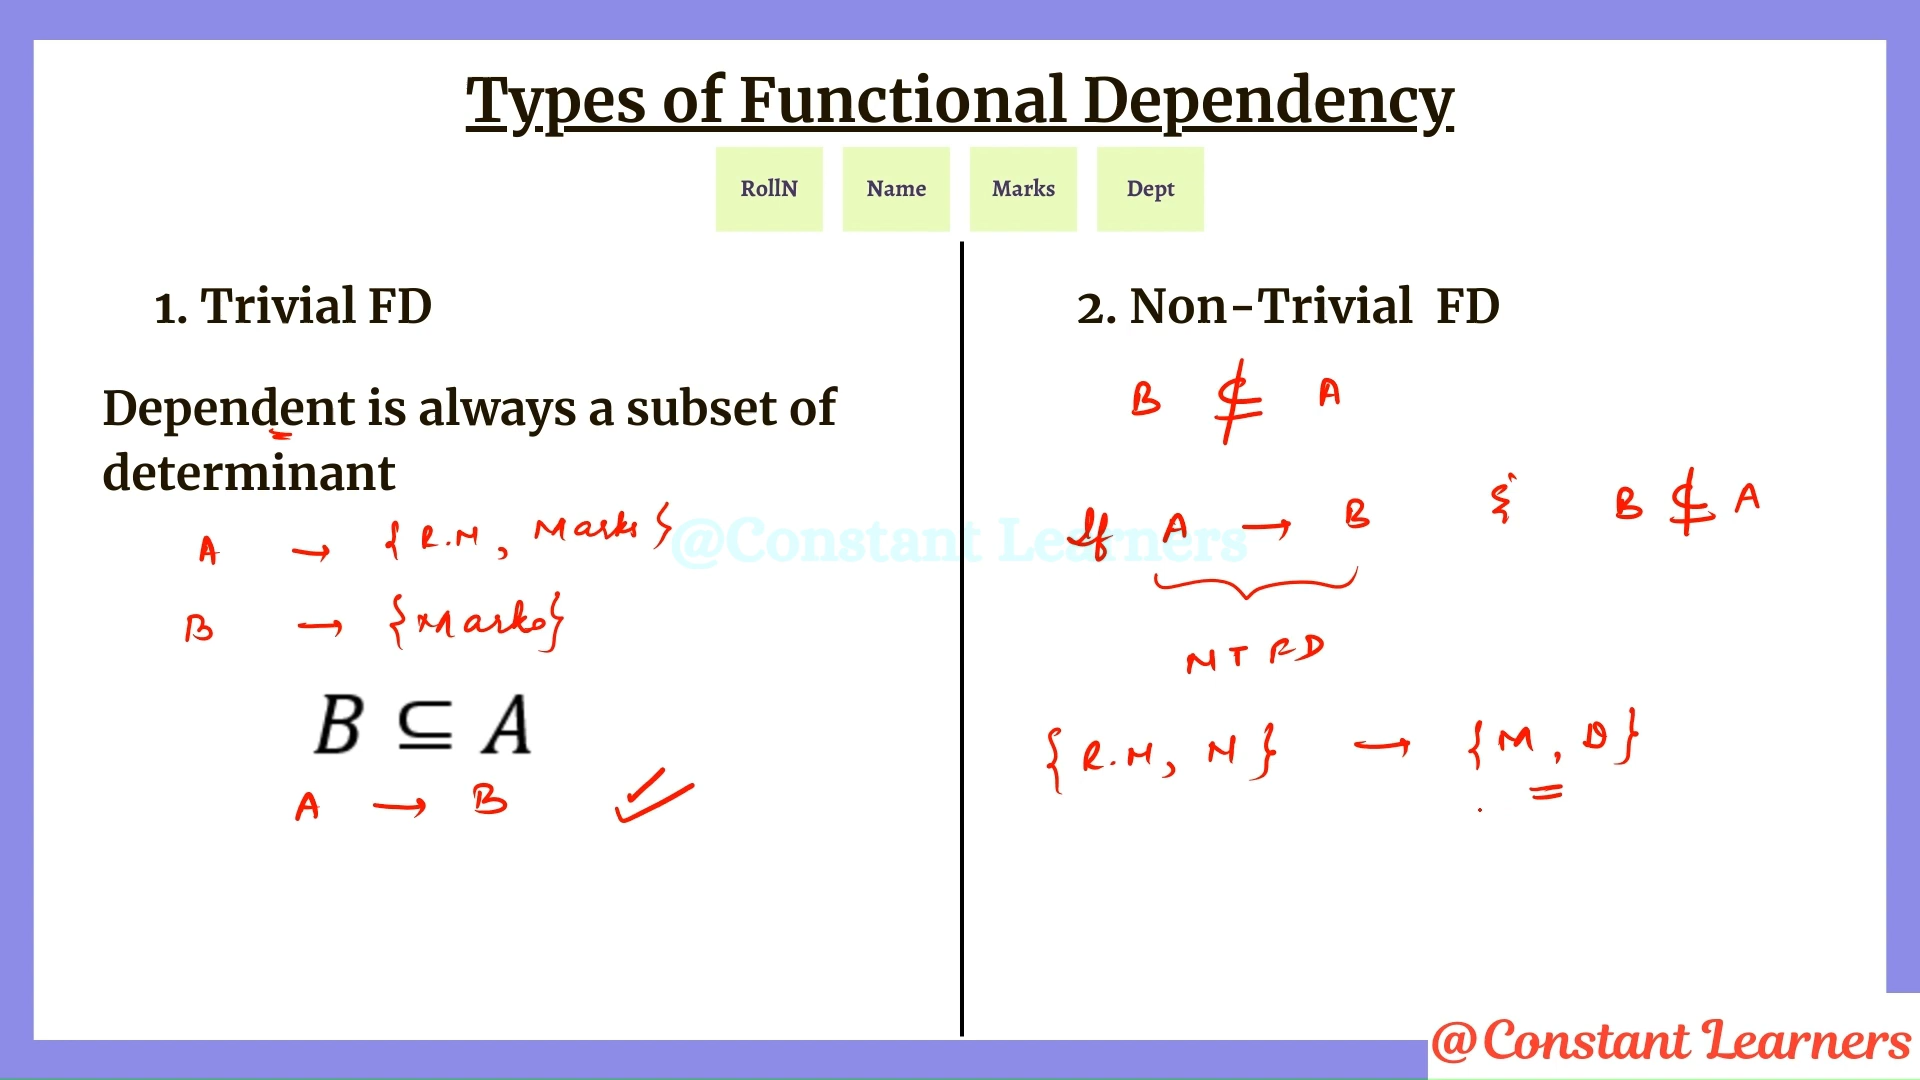 Types of Functional Dependency
RollN Name Marks Dept
1. Trivial FD
Dependent is always a subset of
determinant
A → { R.N, Marks }
B → { Marks }
B ⊆ A
A → B
2. Non-Trivial FD
B ⊈ A
If A → B & B ⊈ A
N T F D
{ R.N, N } → { M, D }
@Constant Learners
@Constant Learners